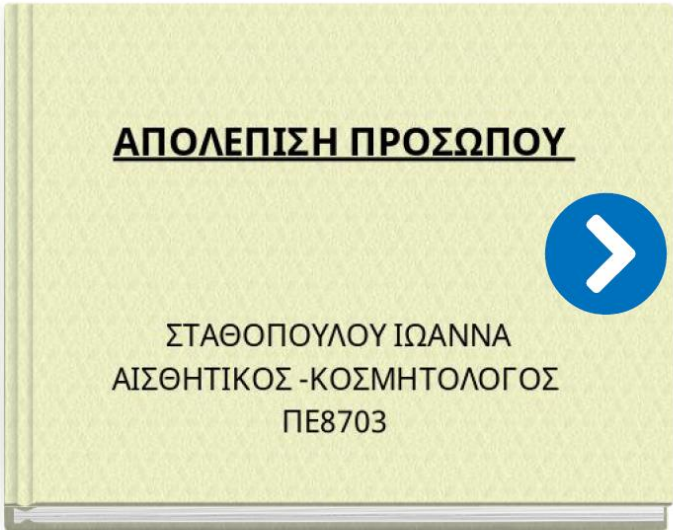 ΑΠΟΛΕΠΙΣΗ ΠΡΟΣΩΠΟΥ
ΣΤΑΘΟΠΟΥΛΟΥ ΙΩΑΝΝΑ
ΑΙΣΘΗΤΙΚΟΣ -ΚΟΣΜΗΤΟΛΟΓΟΣ
ΠΕ8703